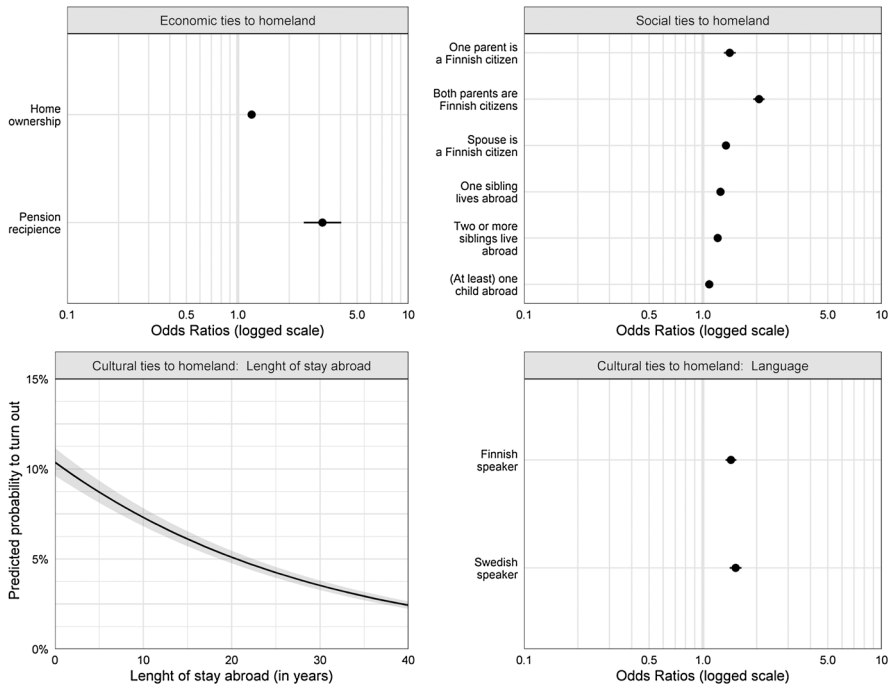 Economic ties to homeland
Home
ownership
Pension
recipience
0.1
0.5
1.0
5.0
10
Odds Ratios (logged scale)
Social ties to homeland
One parent is
a Finnish citizen
Both parents are
Finnish citizens
Spouse is
a Finnish citizen
One sibling
lives abroad
Two or more
siblings live
abroad
(At least) one
child abroad
0.1
0.5
1.0
5.0
10
Odds Ratios (logged scale)
Cultural ties to homeland: Lenght of stay abroad
Predicted probability to turn out
15%
10%
5%
0%
0
10
20
30
40
Lenght of stay abroad (in years)
Cultural ties to homeland: Language
Finnish
speaker
Swedish
speaker
0.1
0.5
1.0
5.0
10
Odds Ratios (logged scale)